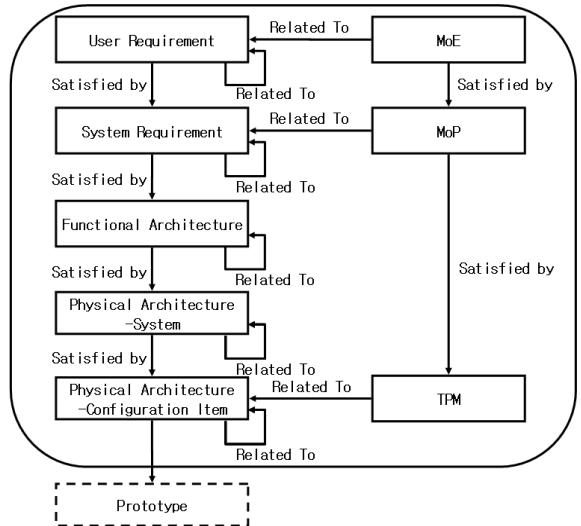 Related To
User Requirement
MoE
Satisfied by
Related To
Satisfied by
Related To
System Requirement
MoP
Satisfied by
Related To
Functional Architecture
Satisfied by
Satisfied by
Related To
Physical Architecture
-System
Satisfied by
Related To
Related To
Physical Architecture
-Configuration Item
TPM
Related To
Prototype